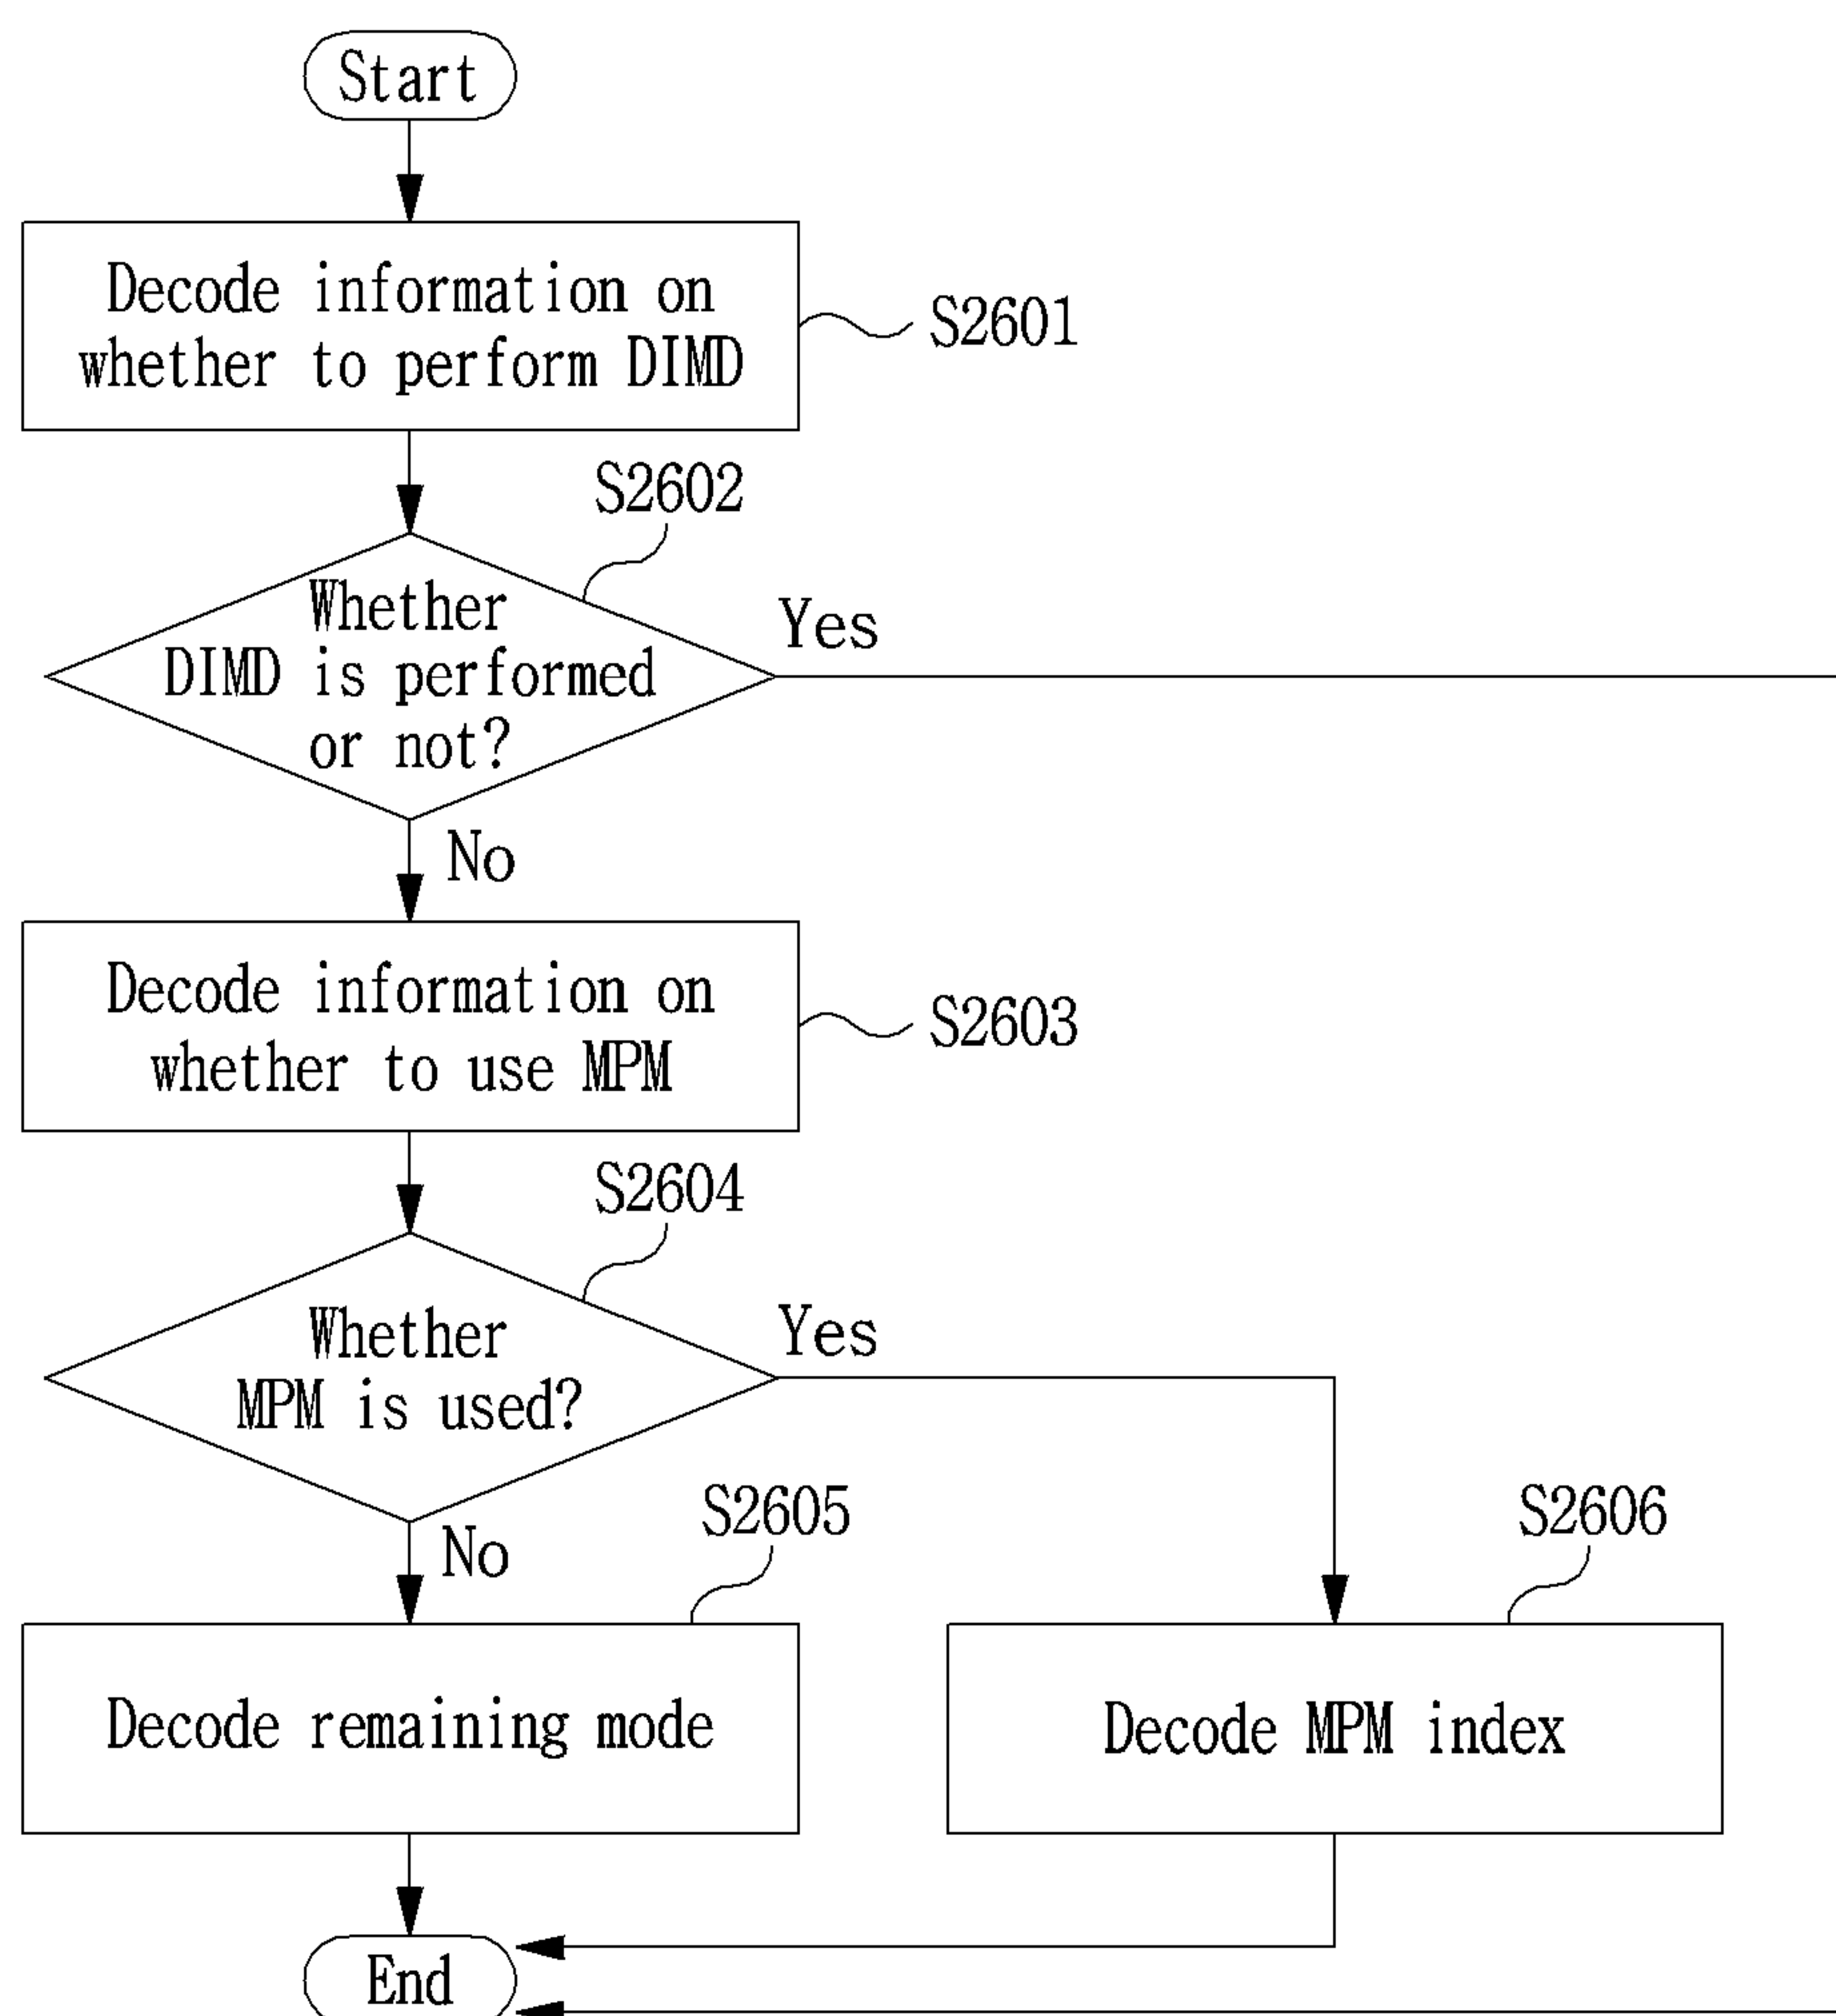 Start
Decode information on
whether to perform DIMD
S2601
S2602
Whether
DIMD is performed
or not?
Yes
No
Decode information on
whether to use MPM
S2603
S2604
Whether
MPM is used?
Yes
No
S2605
S2606
Decode remaining mode
Decode MPM index
End